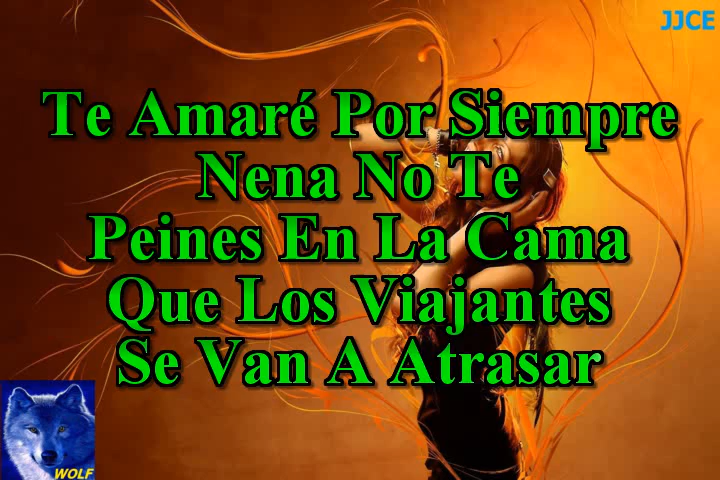 JJCE
Te Amaré Por Siempre
Nena No Te
Peines En La Cama
Que Los Viajantes
Se Van A Atrasar
WOLF